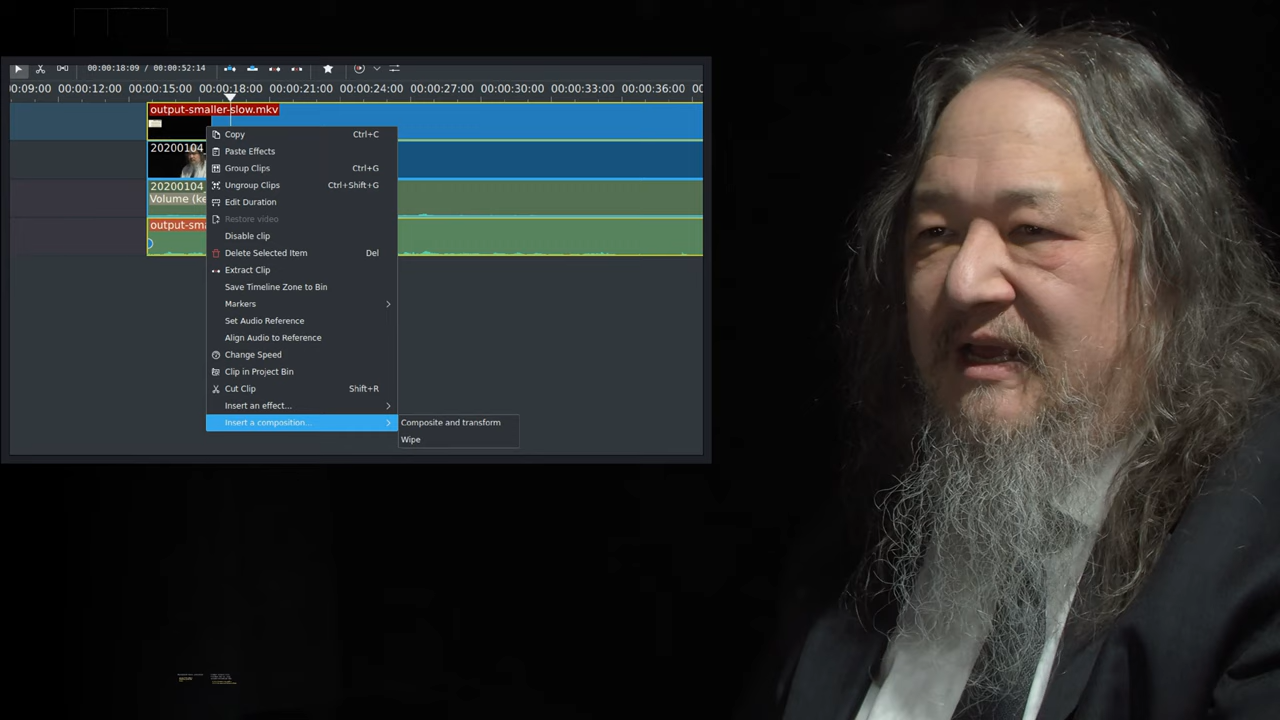 00:00:18:09 / 00:00:52:14
0:09:00 00:00:12:00 00:00:15:00 00:00:18:00 00:00:21:00 00:00:24:00 00:00:27:00 00:00:30:00 00:00:33:00 00:00:36:00 00
output-smaller-slow.mkv
20200104
20200104
Volume (ke
output-sma
Copy Ctrl+C
Paste Effects
Group Clips Ctrl+G
Ungroup Clips Ctrl+Shift+G
Edit Duration
Restore video
Disable clip
Delete Selected Item Del
Extract Clip
Save Timeline Zone to Bin
Markers
Set Audio Reference
Align Audio to Reference
Change Speed
Clip in Project Bin
Cut Clip Shift+R
Insert an effect...
Insert a composition...
Composite and transform
Wipe